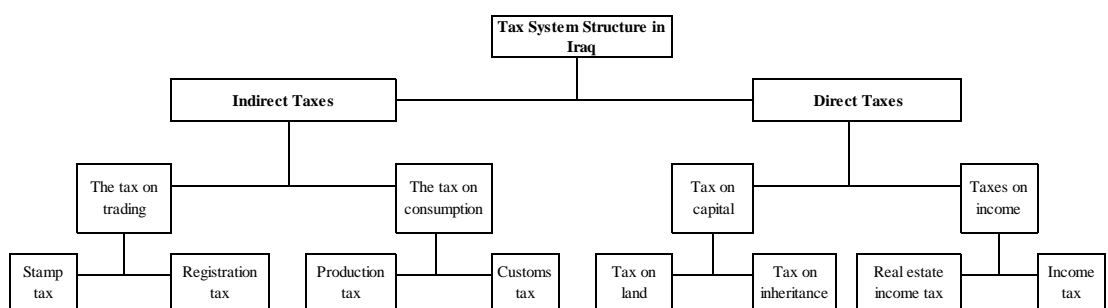 Tax System Structure in
Iraq
Indirect Taxes
Direct Taxes
The tax on
trading
The tax on
consumption
Tax on
capital
Taxes on
income
Stamp
tax
Registration
tax
Production
tax
Customs
tax
Tax on
land
Tax on
inheritance
Real estate
income tax
Income
tax